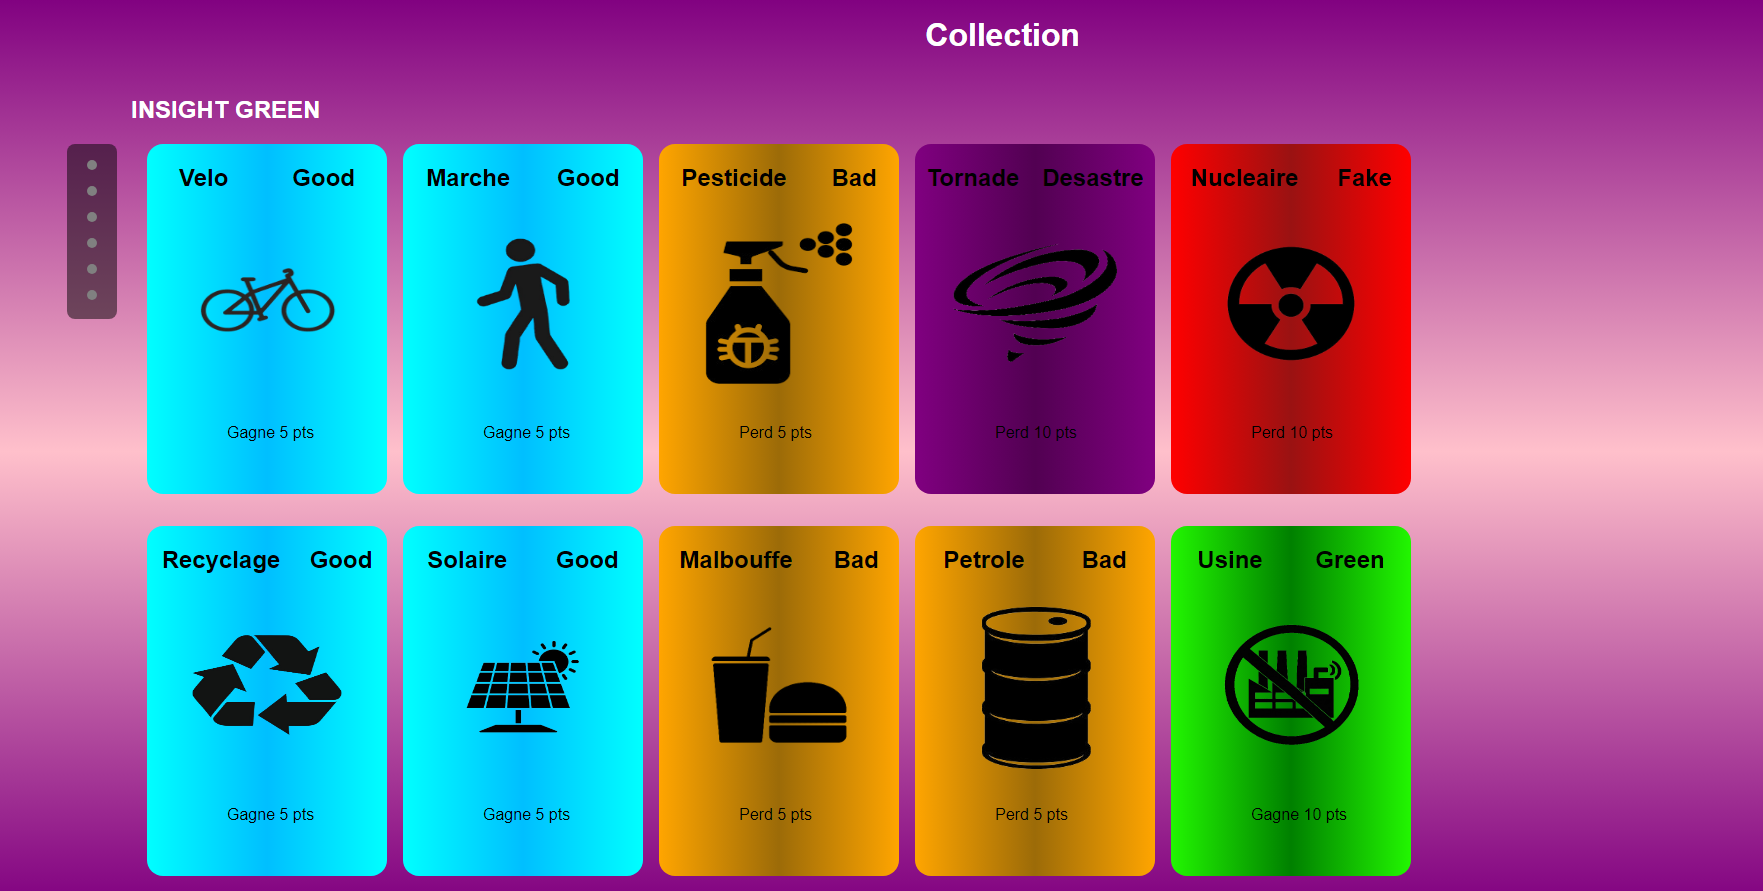 Collection
INSIGHT GREEN
Velo Good
Marche Good
Pesticide Bad
Tornade Desastre
Nucleaire Fake
Gagne 5 pts
Gagne 5 pts
Perd 5 pts
Perd 10 pts
Perd 10 pts
Recyclage Good
Solaire Good
Malbouffe Bad
Petrole Bad
Usine Green
Gagne 5 pts
Gagne 5 pts
Perd 5 pts
Perd 5 pts
Gagne 10 pts